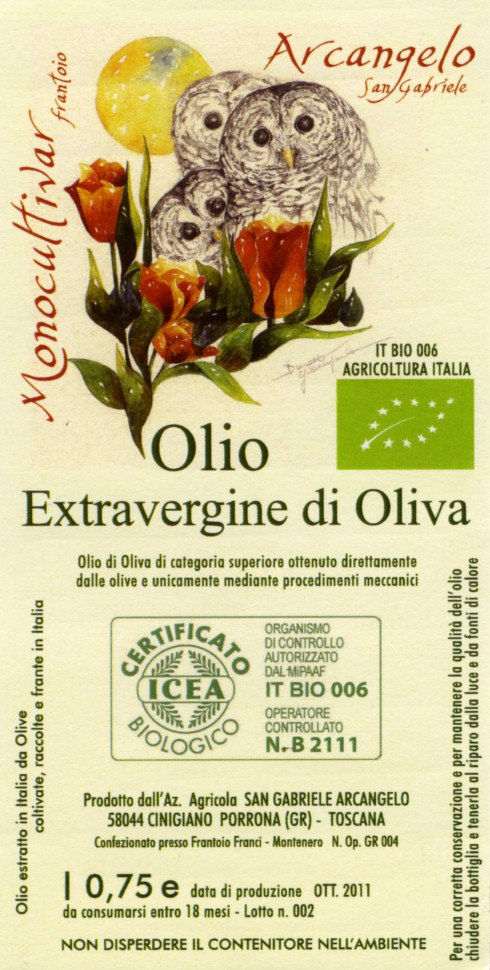 Arcangelo
San Gabriele
Monocultivar
frantoio
IT BIO 006
AGRICOLTURA ITALIA
Olio
Extravergine di Oliva
Olio di Oliva di categoria superiore ottenuto direttamente
dalle olive e unicamente mediante procedimenti meccanici
CERTIFICATO
ICEA
BIOLOGICO
ORGANISMO
DI CONTROLLO
AUTORIZZATO
DAL MiPAAF
IT BIO 006
OPERATORE
CONTROLLATO
N. B 2111
Olio estratto in Italia da Olive
coltivate, raccolte e frante in Italia
Per una corretta conservazione e per mantenere la qualità dell'olio
chiudere la bottiglia e tenerla al riparo dalla luce e da fonti di calore
Prodotto dall'Az. Agricola SAN GABRIELE ARCANGELO
58044 CINIGIANO PORRONA (GR) - TOSCANA
Confezionato presso Frantoio Franci - Montenero N. Op. GR 004
l 0,75 e data di produzione OTT. 2011
da consumarsi entro 18 mesi - Lotto n. 002
NON DISPERDERE IL CONTENITORE NELL'AMBIENTE